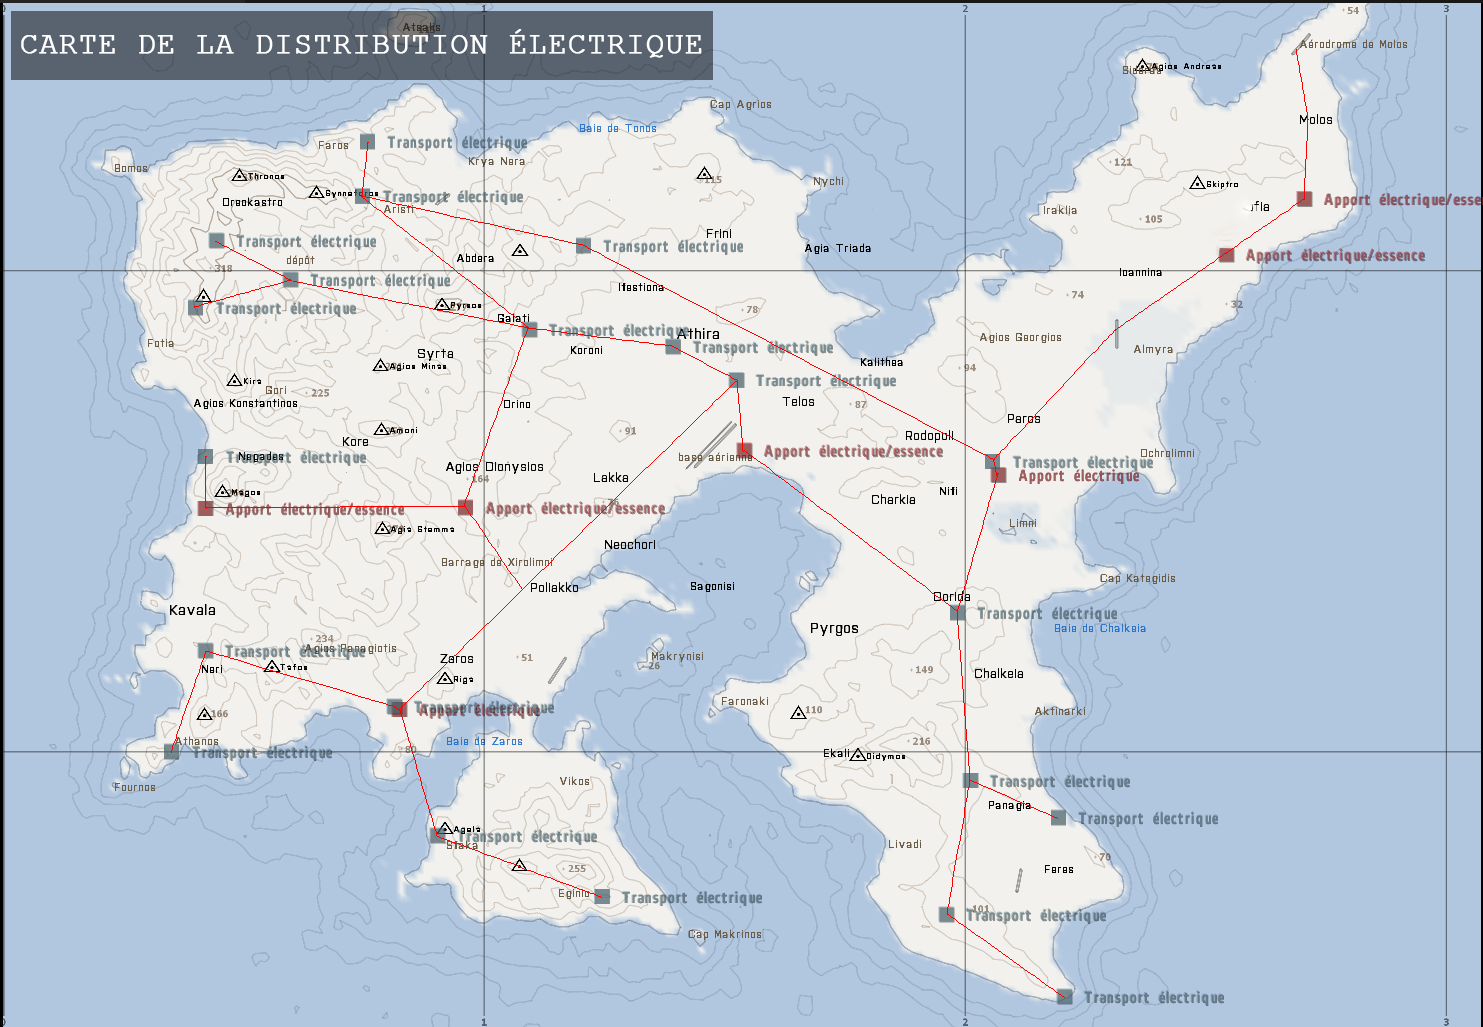 1
2
3
CARTE DE LA DISTRIBUTION ÉLECTRIQUE
Atsalis
54
Aérodrome de Molos
Agios Andreas
Cap Agrios
Baie de Tonos
Molos
Transport électrique
Faros
Krya Nera
Bomos
Thronos
Synneforos
115
Nychi
121
Skiptro
Transport électrique
Orsokastro
Aristi
Apport électrique/esse
Iraklia
105
Frini
Transport électrique
Transport électrique
Agia Triada
Abdera
Apport électrique/essence
dépôt
318
Ioannina
Transport électrique
Ifestiona
74
32
Transport électrique
Pyrsos
78
Galati
Transport électrique
Athira
Agios Georgios
Fotia
Koroni
Transport électrique
Almyra
Syrta
Agios Minas
Kalithea
94
Kira
Gori
225
Transport électrique
Agios Konstantinos
Orino
Telos
87
Paros
Amoni
91
Rodopoli
Kore
Apport électrique/essence
Ochrolimni
Negades
Transport électrique
base aérienne
Transport électrique
Agios Dionysios
164
Lakka
Apport électrique
Magos
Nifi
Charkia
76
Apport électrique/essence
Apport électrique/essence
Limni
Agia Stemma
Neochori
Barrage de Xirolimni
Cap Kategidis
Poliakko
Sagonisi
Dorida
Kavala
Transport électrique
Pyrgos
Baie de Chalkeia
234
Agios Panagiotis
Transport électrique
Zaros
51
Makrynisi
26
Neri
Tafos
149
Chalkeia
Riga
Faronaki
Transport électrique
Apport électrique
110
Aktinarki
166
Athanos
Baie de Zaros
216
Transport électrique
80
Ekali
Didymos
Fournos
Vikos
Transport électrique
Panagia
Transport électrique
Agela
Transport électrique
Livadi
70
255
Feres
Eginio
Transport électrique
101
Transport électrique
Cap Makrinos
Transport électrique
1
2
3